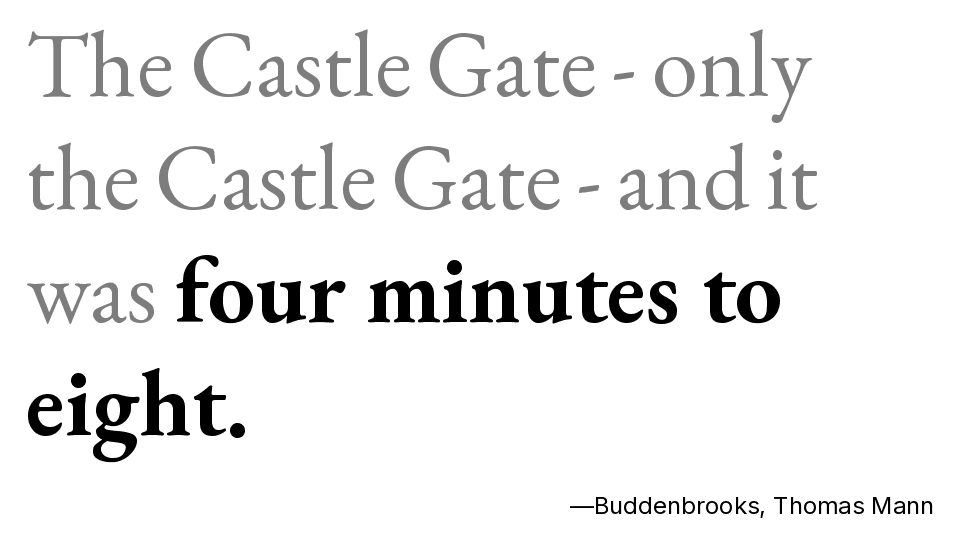 The Castle Gate - only
the Castle Gate - and it
was four minutes to
eight.
—Buddenbrooks, Thomas Mann